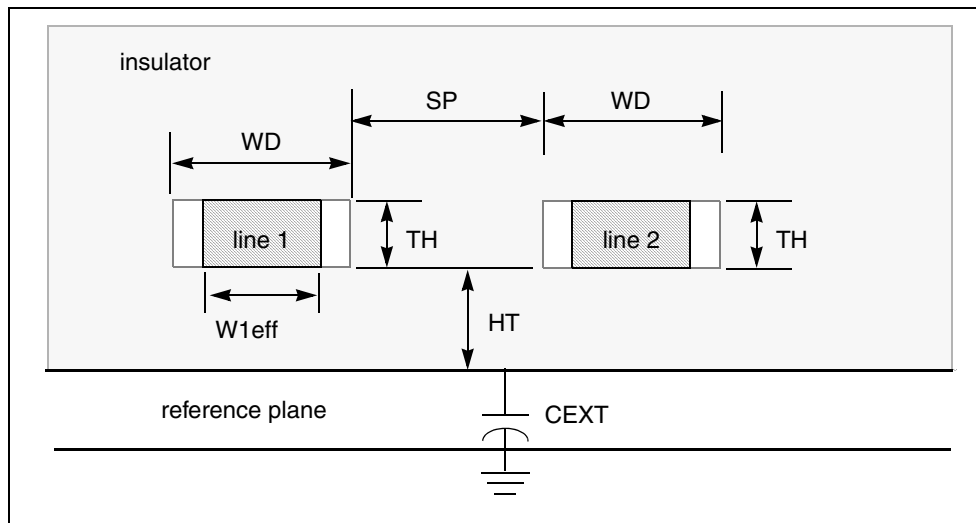 insulator
SP
WD
WD
line 1
TH
line 2
TH
W1eff
HT
reference plane
CEXT